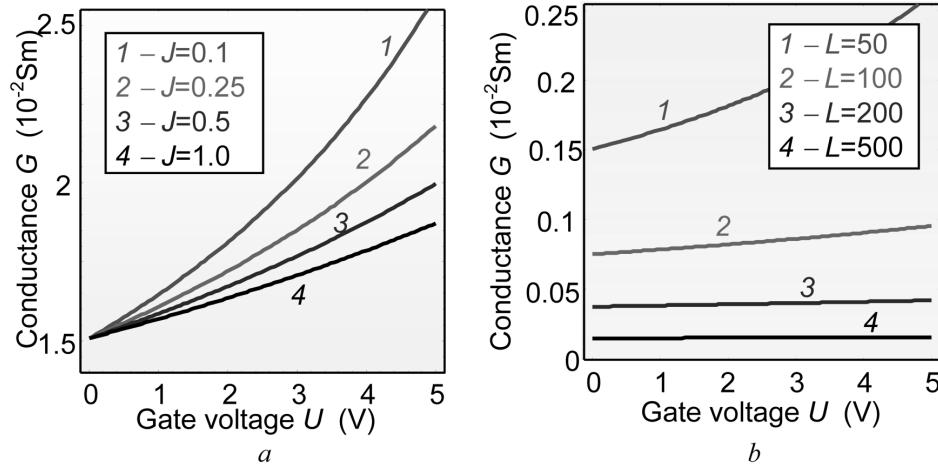 Conductance G (10⁻²Sm)
2.5
2
1.5
1 – J=0.1
2 – J=0.25
3 – J=0.5
4 – J=1.0
1
2
3
4
0 1 2 3 4 5
Gate voltage U (V)
a
Conductance G (10⁻²Sm)
0.25
0.2
0.15
0.1
0.05
0
1 – L=50
2 – L=100
3 – L=200
4 – L=500
1
2
3
4
0 1 2 3 4 5
Gate voltage U (V)
b